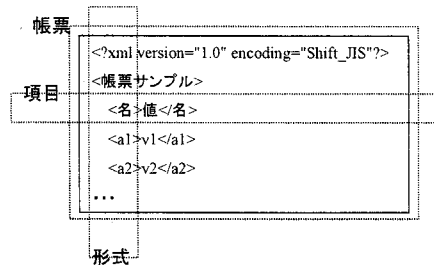 帳票
<?xml version="1.0" encoding="Shift_JIS"?>
<帳票サンプル>
項目
<名>値</名>
<a1>v1</a1>
<a2>v2</a2>
...
形式